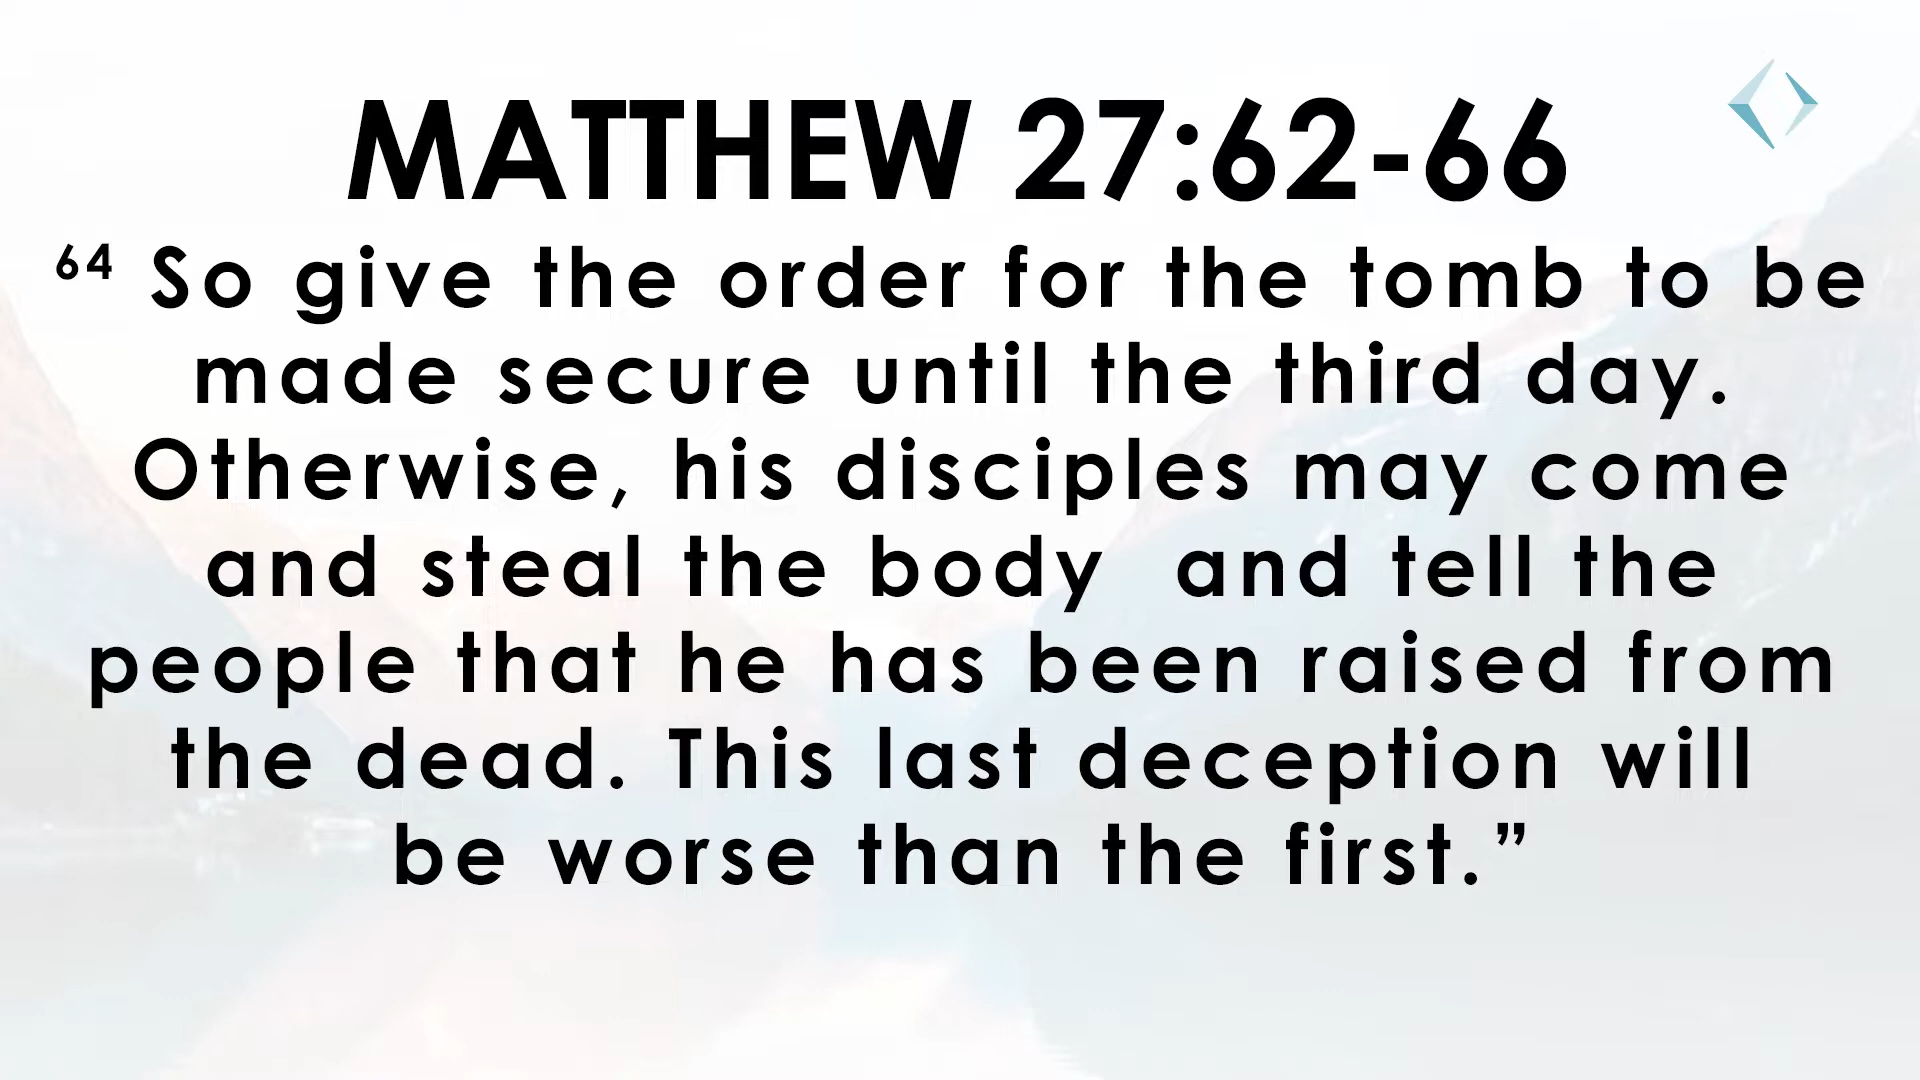 MATTHEW 27:62-66
⁶⁴ So give the order for the tomb to be
made secure until the third day.
Otherwise, his disciples may come
and steal the body  and tell the
people that he has been raised from
the dead. This last deception will
be worse than the first.”